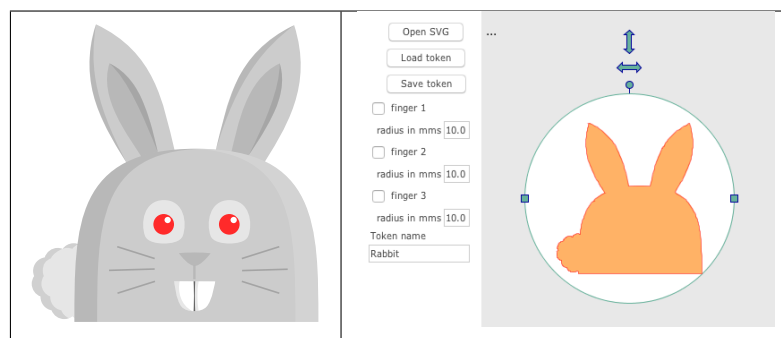 Open SVG
...
Load token
Save token
finger 1
radius in mms 10.0
finger 2
radius in mms 10.0
finger 3
radius in mms 10.0
Token name
Rabbit